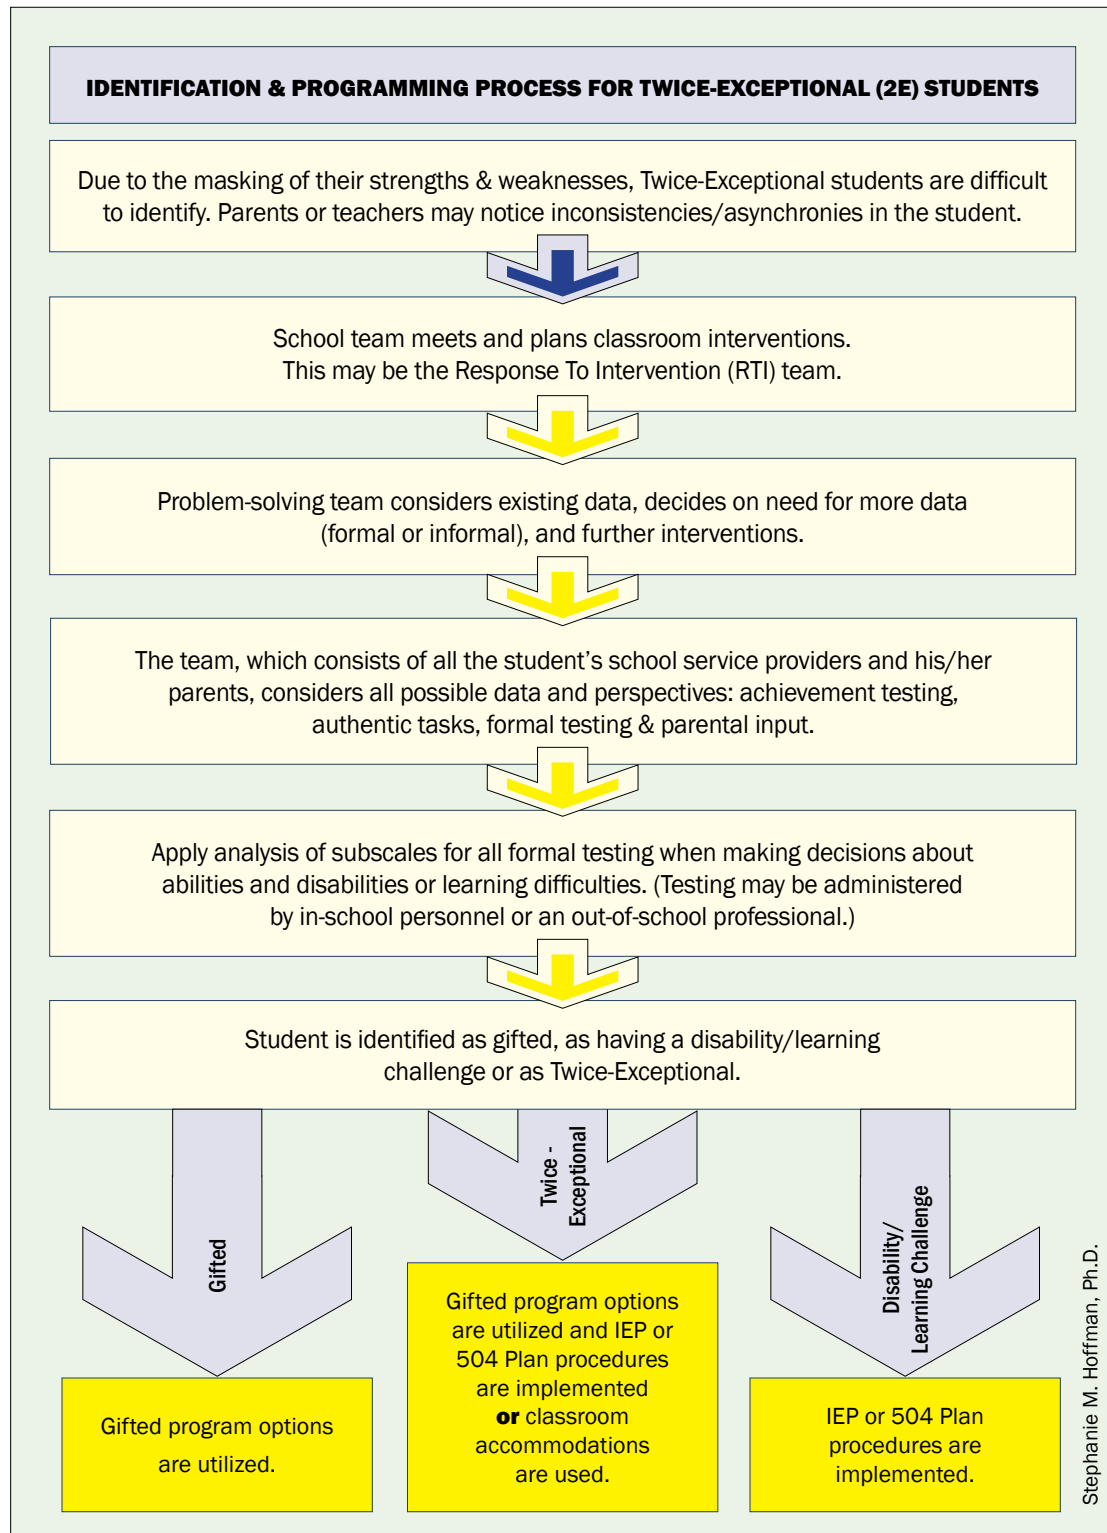 IDENTIFICATION & PROGRAMMING PROCESS FOR TWICE-EXCEPTIONAL (2E) STUDENTS
Due to the masking of their strengths & weaknesses, Twice-Exceptional students are difficult
to identify. Parents or teachers may notice inconsistencies/asynchronies in the student.
School team meets and plans classroom interventions.
This may be the Response To Intervention (RTI) team.
Problem-solving team considers existing data, decides on need for more data
(formal or informal), and further interventions.
The team, which consists of all the student’s school service providers and his/her
parents, considers all possible data and perspectives: achievement testing,
authentic tasks, formal testing & parental input.
Apply analysis of subscales for all formal testing when making decisions about
abilities and disabilities or learning difficulties. (Testing may be administered
by in-school personnel or an out-of-school professional.)
Student is identified as gifted, as having a disability/learning
challenge or as Twice-Exceptional.
Gifted
Twice -
Exceptional
Disability/
Learning Challenge
Gifted program options
are utilized.
Gifted program options
are utilized and IEP or
504 Plan procedures
are implemented
or classroom
accommodations
are used.
IEP or 504 Plan
procedures are
implemented.
Stephanie M. Hoffman, Ph.D.